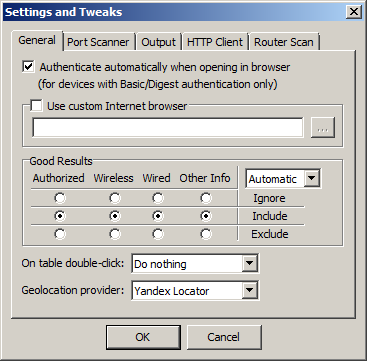 Settings and Tweaks
General Port Scanner Output HTTP Client Router Scan
Authenticate automatically when opening in browser
(for devices with Basic/Digest authentication only)
Use custom Internet browser
...
Good Results
Authorized Wireless Wired Other Info Automatic
Ignore
Include
Exclude
On table double-click: Do nothing
Geolocation provider: Yandex Locator
OK Cancel